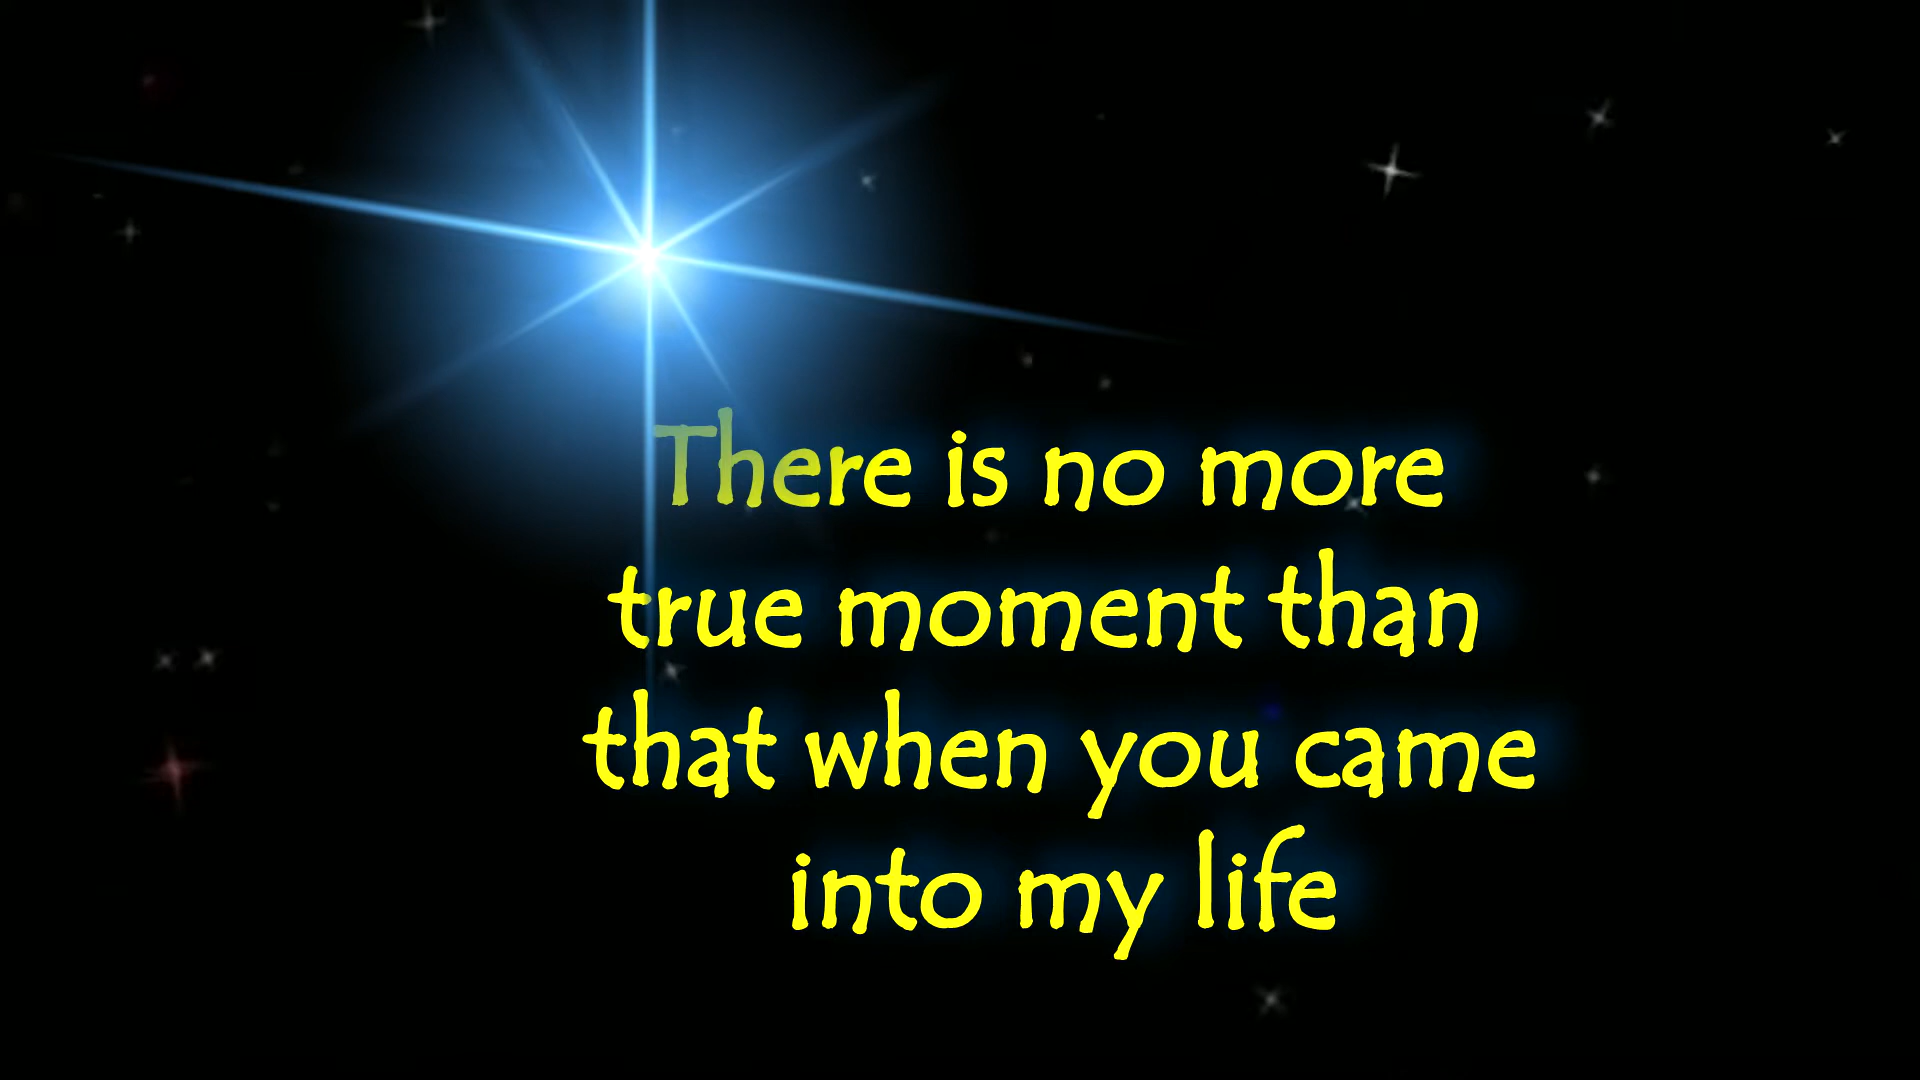 There is no more
true moment than
that when you came
into my life